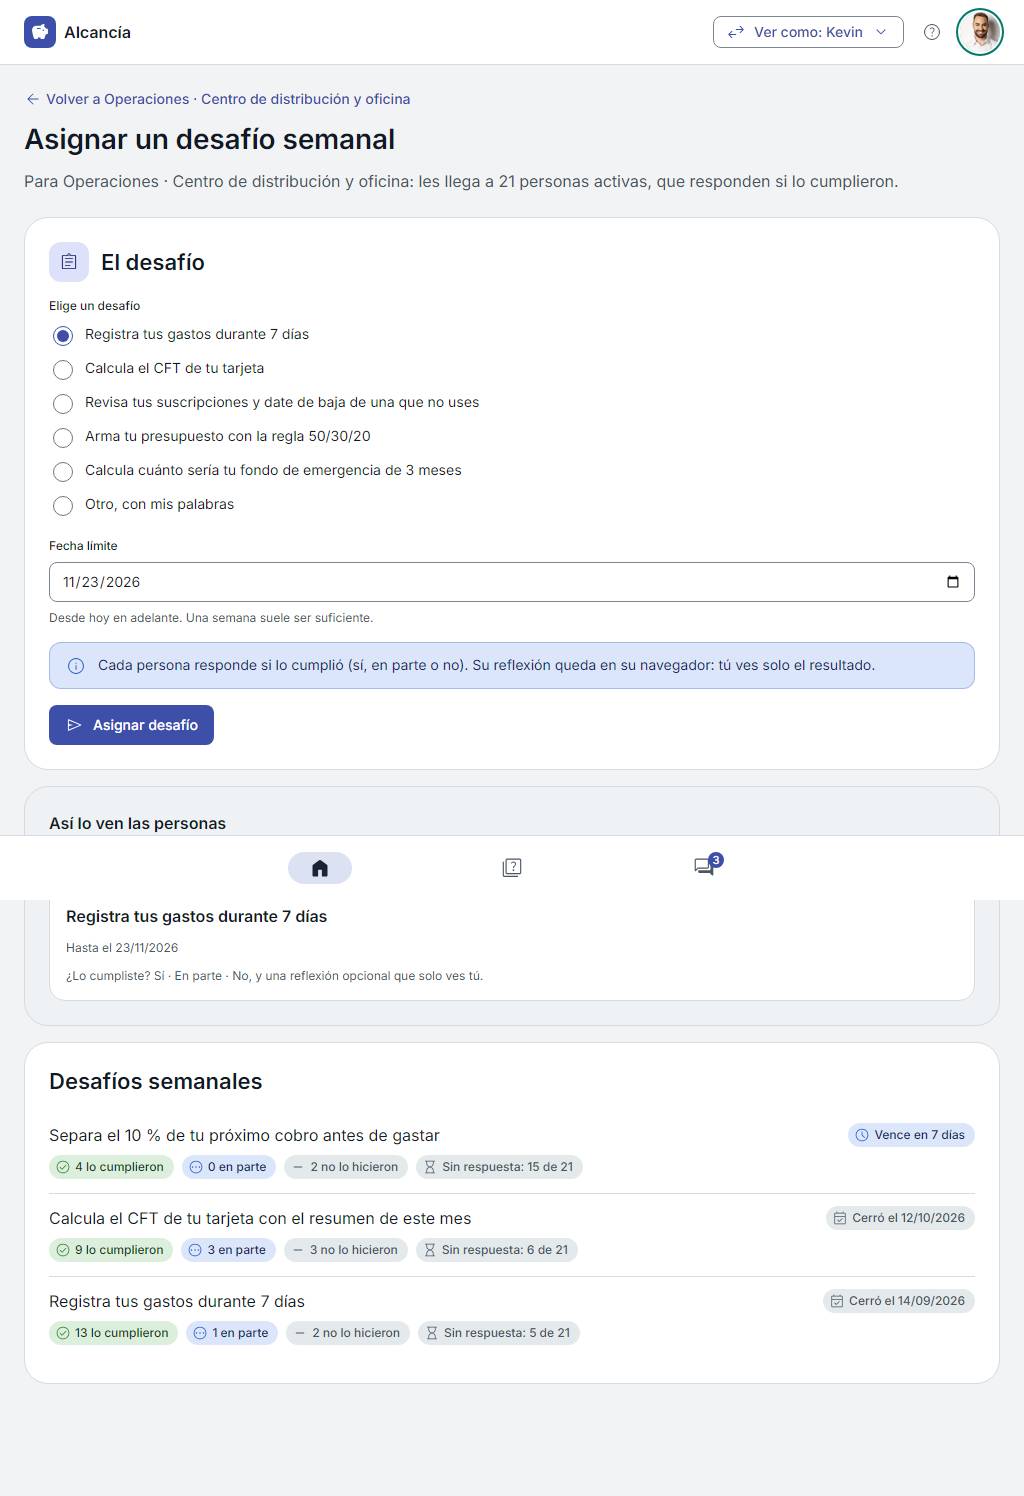 Alcancía
Ver como: Kevin
Volver a Operaciones · Centro de distribución y oficina
Asignar un desafío semanal
Para Operaciones · Centro de distribución y oficina: les llega a 21 personas activas, que responden si lo cumplieron.
El desafío
Elige un desafío
Registra tus gastos durante 7 días
Calcula el CFT de tu tarjeta
Revisa tus suscripciones y date de baja de una que no uses
Arma tu presupuesto con la regla 50/30/20
Calcula cuánto sería tu fondo de emergencia de 3 meses
Otro, con mis palabras
Fecha límite
11/23/2026
Desde hoy en adelante. Una semana suele ser suficiente.
Cada persona responde si lo cumplió (sí, en parte o no). Su reflexión queda en su navegador: tú ves solo el resultado.
Asignar desafío
Así lo ven las personas
3
Registra tus gastos durante 7 días
Hasta el 23/11/2026
¿Lo cumpliste? Sí · En parte · No, y una reflexión opcional que solo ves tú.
Desafíos semanales
Separa el 10 % de tu próximo cobro antes de gastar
Vence en 7 días
4 lo cumplieron
0 en parte
2 no lo hicieron
Sin respuesta: 15 de 21
Calcula el CFT de tu tarjeta con el resumen de este mes
Cerró el 12/10/2026
9 lo cumplieron
3 en parte
3 no lo hicieron
Sin respuesta: 6 de 21
Registra tus gastos durante 7 días
Cerró el 14/09/2026
13 lo cumplieron
1 en parte
2 no lo hicieron
Sin respuesta: 5 de 21